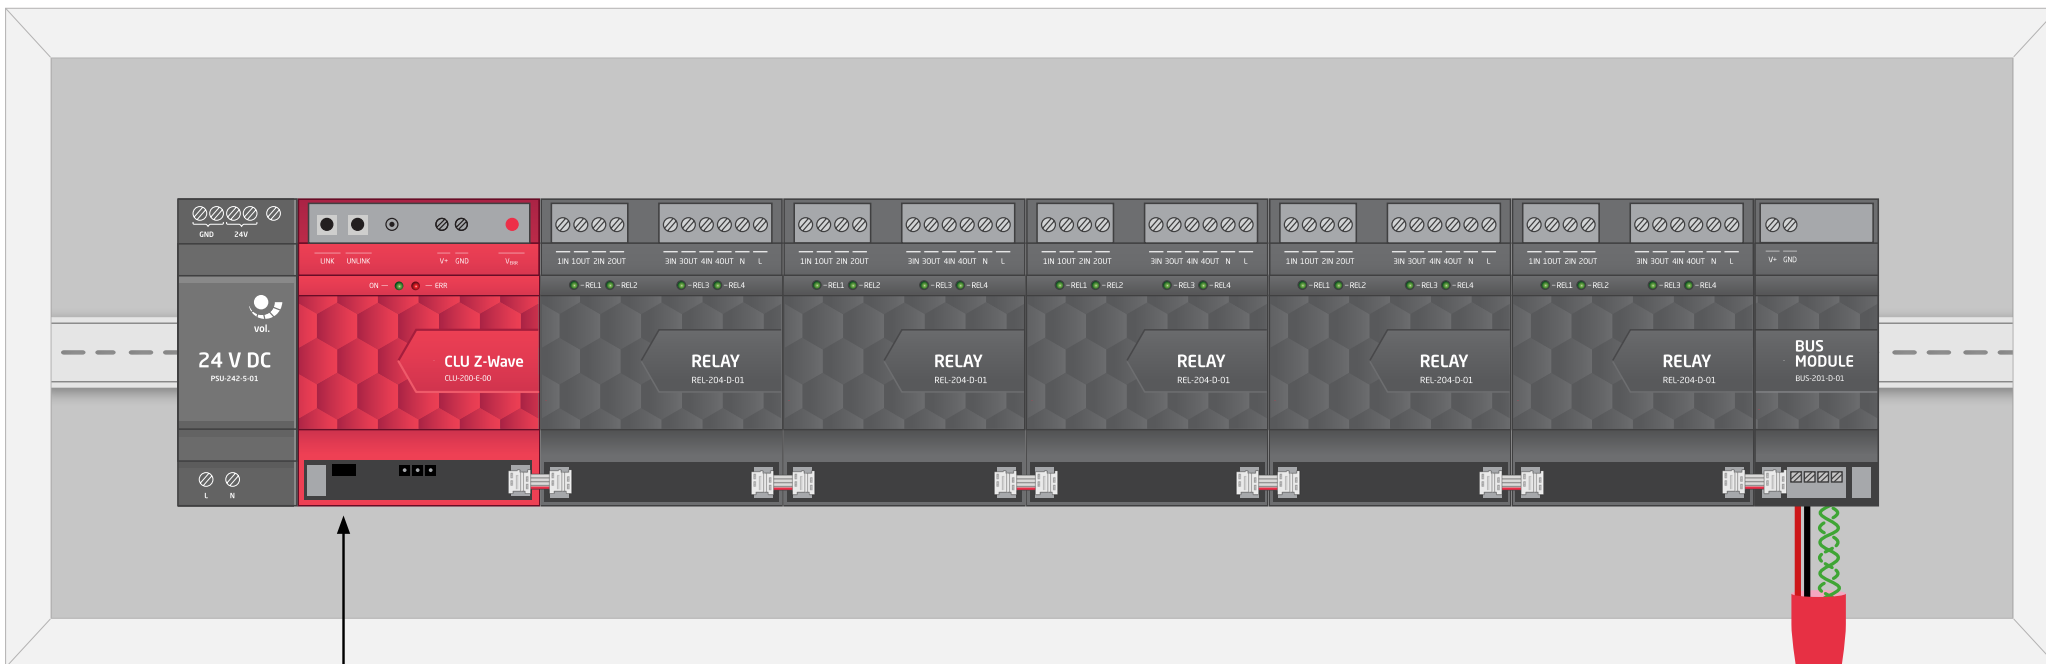 GND 24V
vol.
24 V DC
PSU-242-S-01
L N
LINK UNLINK V+ GND VERR
ON ERR
CLU Z-Wave
CLU-200-E-00
1IN 1OUT 2IN 2OUT 3IN 3OUT 4IN 4OUT N L
REL1 REL2 REL3 REL4
RELAY
REL-204-D-01
1IN 1OUT 2IN 2OUT 3IN 3OUT 4IN 4OUT N L
REL1 REL2 REL3 REL4
RELAY
REL-204-D-01
1IN 1OUT 2IN 2OUT 3IN 3OUT 4IN 4OUT N L
REL1 REL2 REL3 REL4
RELAY
REL-204-D-01
1IN 1OUT 2IN 2OUT 3IN 3OUT 4IN 4OUT N L
REL1 REL2 REL3 REL4
RELAY
REL-204-D-01
1IN 1OUT 2IN 2OUT 3IN 3OUT 4IN 4OUT N L
REL1 REL2 REL3 REL4
RELAY
REL-204-D-01
V+ GND
BUS
MODULE
BUS-201-D-01